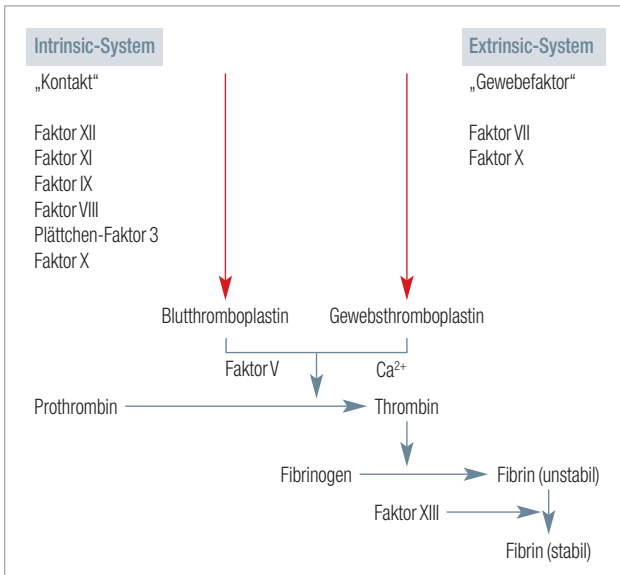 Intrinsic-System
„Kontakt“
Faktor XII
Faktor XI
Faktor IX
Faktor VIII
Plättchen-Faktor 3
Faktor X
Extrinsic-System
„Gewebefaktor“
Faktor VII
Faktor X
Blutthromboplastin
Gewebsthromboplastin
Faktor V
Ca²⁺
Prothrombin
Thrombin
Fibrinogen
Fibrin (unstabil)
Faktor XIII
Fibrin (stabil)